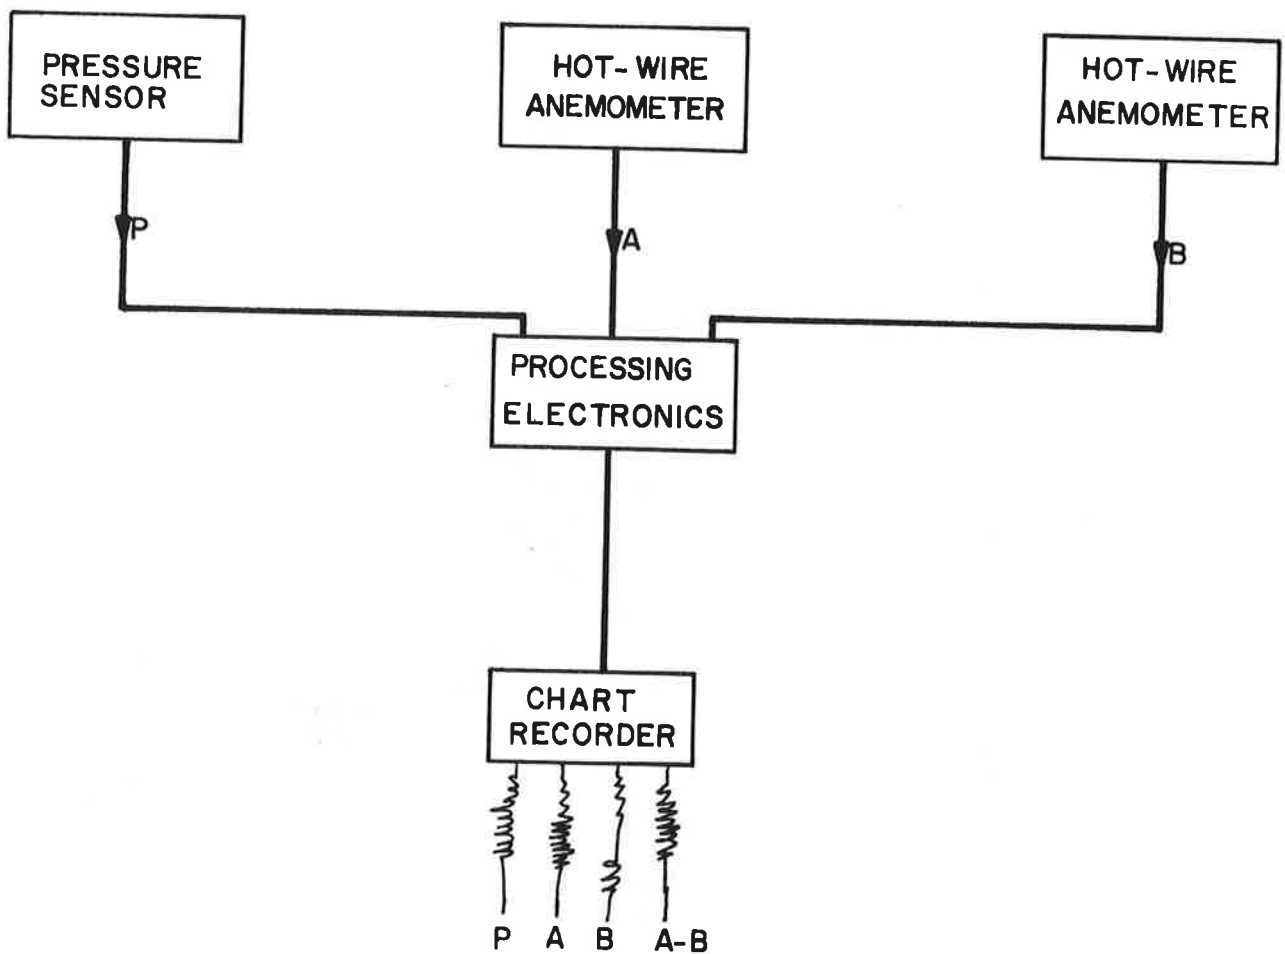 PRESSURE
SENSOR
HOT-WIRE
ANEMOMETER
HOT-WIRE
ANEMOMETER
P
A
B
PROCESSING
ELECTRONICS
CHART
RECORDER
P A B A-B